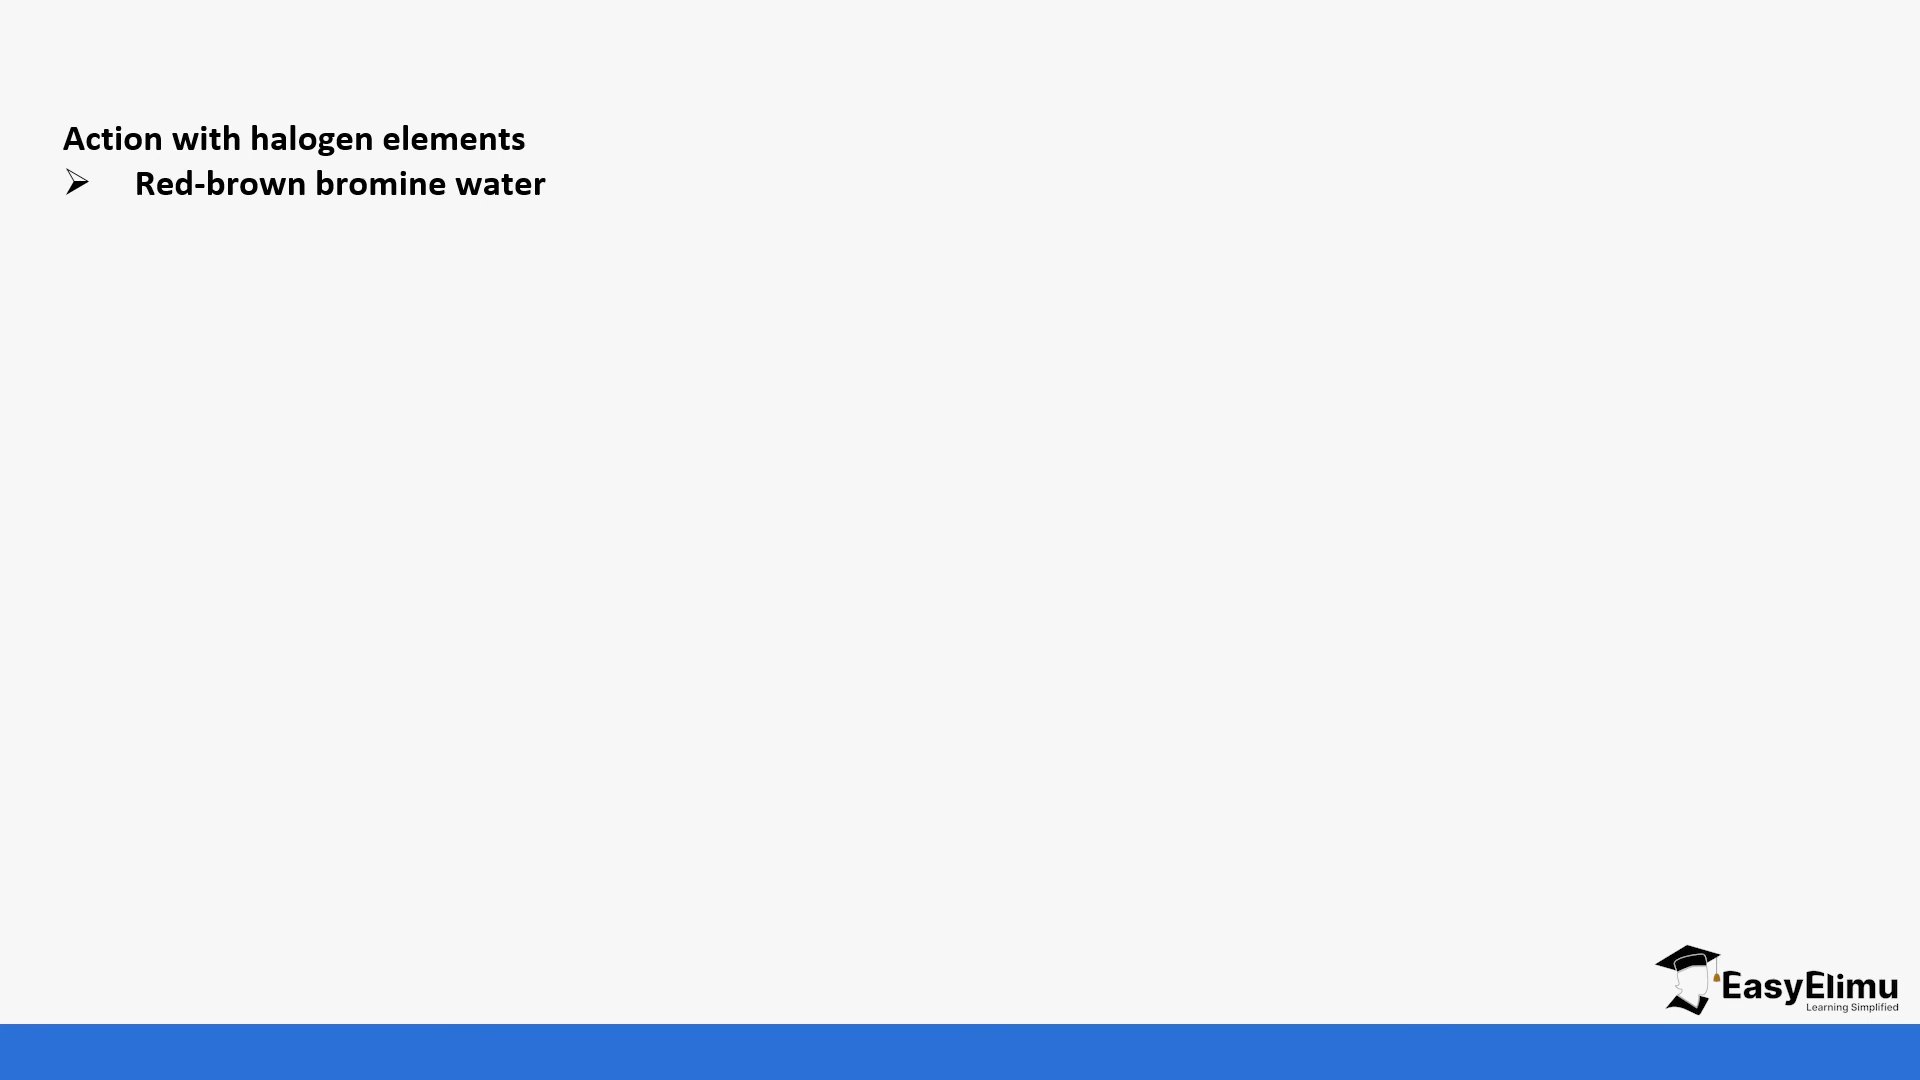 Action with halogen elements
➢ Red-brown bromine water
EasyElimu
Learning Simplified